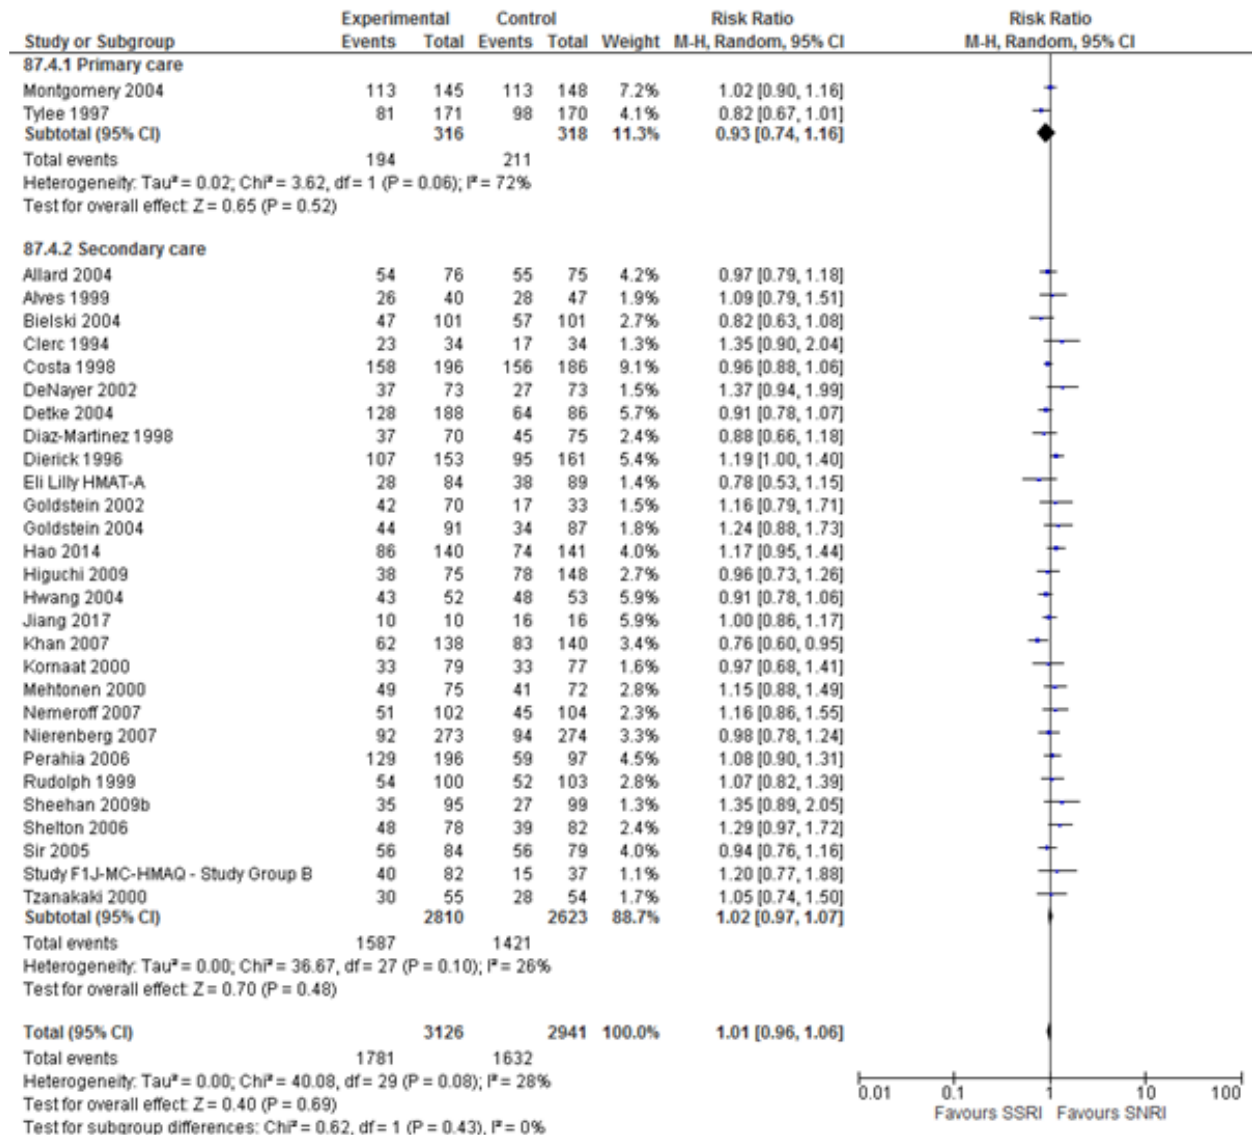 Experimental Control Risk Ratio Risk Ratio
Study or Subgroup Events Total Events Total Weight M-H, Random, 95% CI M-H, Random, 95% CI
87.4.1 Primary care
Montgomery 2004 113 145 113 148 7.2% 1.02 [0.90, 1.16]
Tylee 1997 81 171 98 170 4.1% 0.82 [0.67, 1.01]
Subtotal (95% CI) 316 318 11.3% 0.93 [0.74, 1.16]
Total events 194 211
Heterogeneity: Tau² = 0.02; Chi² = 3.62, df = 1 (P = 0.06); I² = 72%
Test for overall effect: Z = 0.65 (P = 0.52)
87.4.2 Secondary care
Allard 2004 54 76 55 75 4.2% 0.97 [0.79, 1.18]
Alves 1999 26 40 28 47 1.9% 1.09 [0.79, 1.51]
Bielski 2004 47 101 57 101 2.7% 0.82 [0.63, 1.08]
Clerc 1994 23 34 17 34 1.3% 1.35 [0.90, 2.04]
Costa 1998 158 196 156 186 9.1% 0.96 [0.88, 1.06]
DeNayer 2002 37 73 27 73 1.5% 1.37 [0.94, 1.99]
Detke 2004 128 188 64 86 5.7% 0.91 [0.78, 1.07]
Diaz-Martinez 1998 37 70 45 75 2.4% 0.88 [0.66, 1.18]
Dierick 1996 107 153 95 161 5.4% 1.19 [1.00, 1.40]
Eli Lilly HMAT-A 28 84 38 89 1.4% 0.78 [0.53, 1.15]
Goldstein 2002 42 70 17 33 1.5% 1.16 [0.79, 1.71]
Goldstein 2004 44 91 34 87 1.8% 1.24 [0.88, 1.73]
Hao 2014 86 140 74 141 4.0% 1.17 [0.95, 1.44]
Higuchi 2009 38 75 78 148 2.7% 0.96 [0.73, 1.26]
Hwang 2004 43 52 48 53 5.9% 0.91 [0.78, 1.06]
Jiang 2017 10 10 16 16 5.9% 1.00 [0.86, 1.17]
Khan 2007 62 138 83 140 3.4% 0.76 [0.60, 0.95]
Kornaat 2000 33 79 33 77 1.6% 0.97 [0.68, 1.41]
Mehtonen 2000 49 75 41 72 2.8% 1.15 [0.88, 1.49]
Nemeroff 2007 51 102 45 104 2.3% 1.16 [0.86, 1.55]
Nierenberg 2007 92 273 94 274 3.3% 0.98 [0.78, 1.24]
Perahia 2006 129 196 59 97 4.5% 1.08 [0.90, 1.31]
Rudolph 1999 54 100 52 103 2.8% 1.07 [0.82, 1.39]
Sheehan 2009b 35 95 27 99 1.3% 1.35 [0.89, 2.05]
Shelton 2006 48 78 39 82 2.4% 1.29 [0.97, 1.72]
Sir 2005 56 84 56 79 4.0% 0.94 [0.76, 1.16]
Study F1J-MC-HMAQ - Study Group B 40 82 15 37 1.1% 1.20 [0.77, 1.88]
Tzanakaki 2000 30 55 28 54 1.7% 1.05 [0.74, 1.50]
Subtotal (95% CI) 2810 2623 88.7% 1.02 [0.97, 1.07]
Total events 1587 1421
Heterogeneity: Tau² = 0.00; Chi² = 36.67, df = 27 (P = 0.10); I² = 26%
Test for overall effect: Z = 0.70 (P = 0.48)
Total (95% CI) 3126 2941 100.0% 1.01 [0.96, 1.06]
Total events 1781 1632
Heterogeneity: Tau² = 0.00; Chi² = 40.08, df = 29 (P = 0.08); I² = 28%
Test for overall effect: Z = 0.40 (P = 0.69)
Test for subgroup differences: Chi² = 0.62, df = 1 (P = 0.43), I² = 0%
0.01 0.1 1 10 100
Favours SSRI Favours SNRI